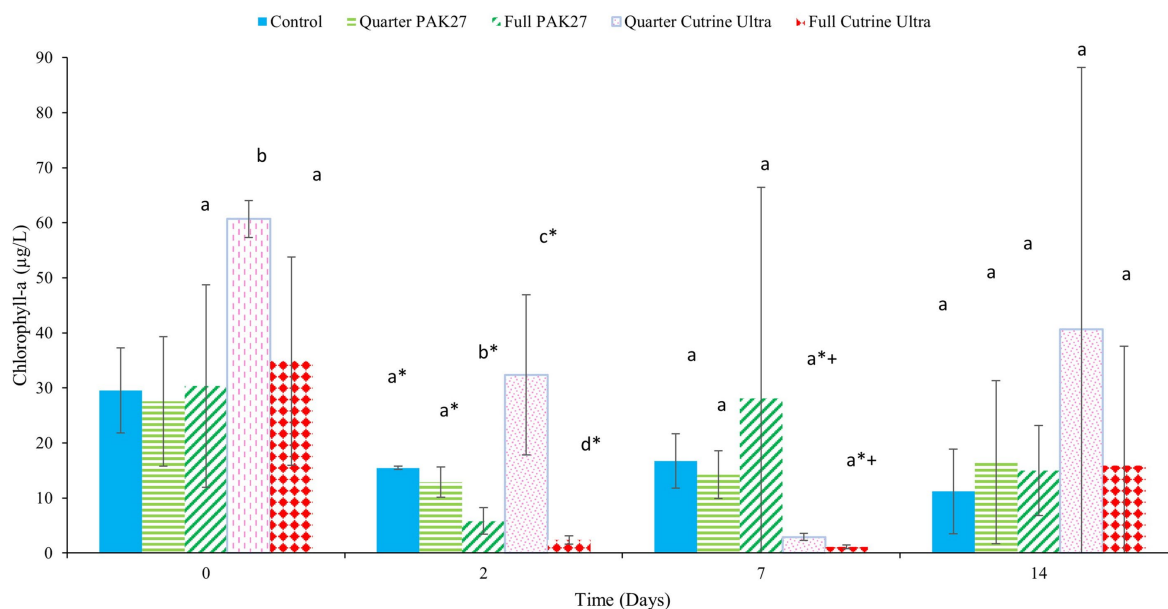 Control Quarter PAK27 Full PAK27 Quarter Cutrine Ultra Full Cutrine Ultra
90
80
70
60
50
40
30
20
10
0
Chlorophyll-a (µg/L)
a
b
a
a*
a*
b*
c*
d*
a
a
a
a*+
a*+
a
a
a
a
a
0 2 7 14
Time (Days)